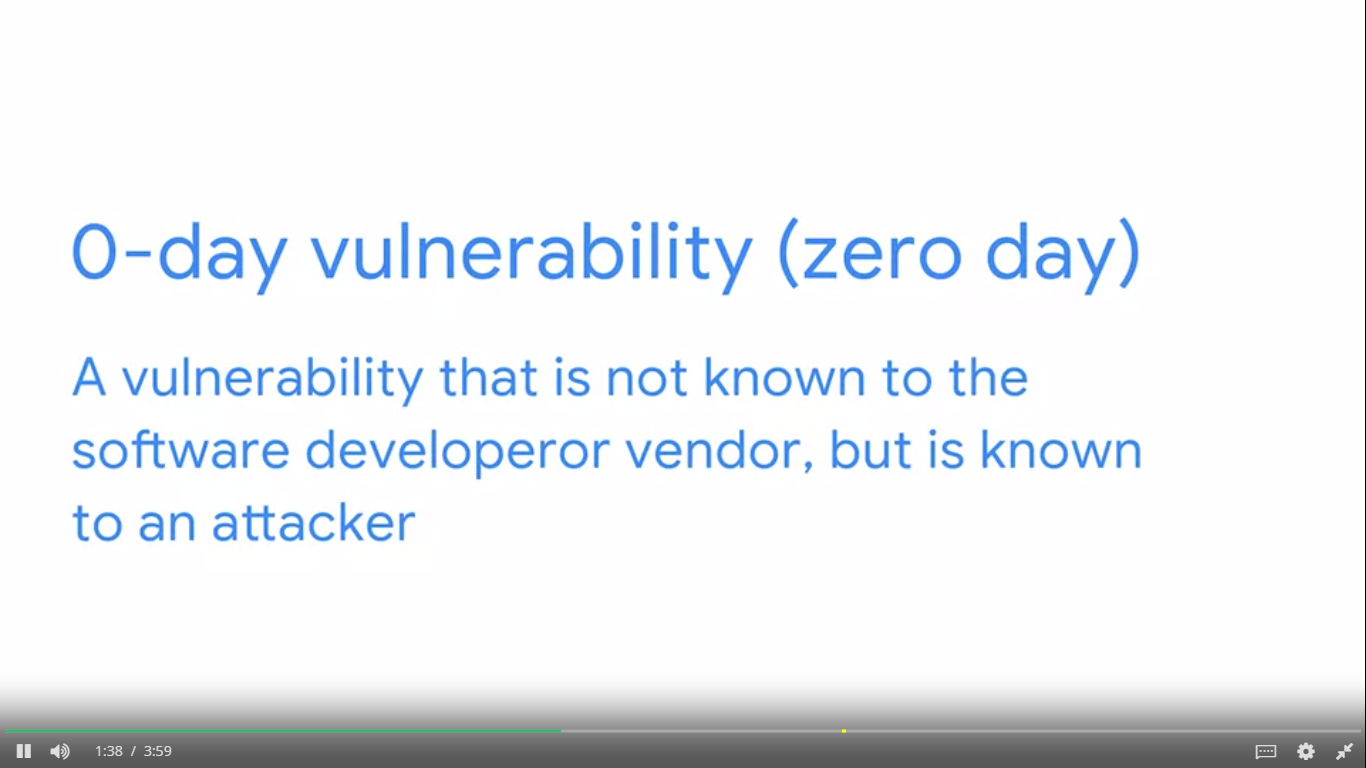 0-day vulnerability (zero day)
A vulnerability that is not known to the
software developeror vendor, but is known
to an attacker
1:38 / 3:59